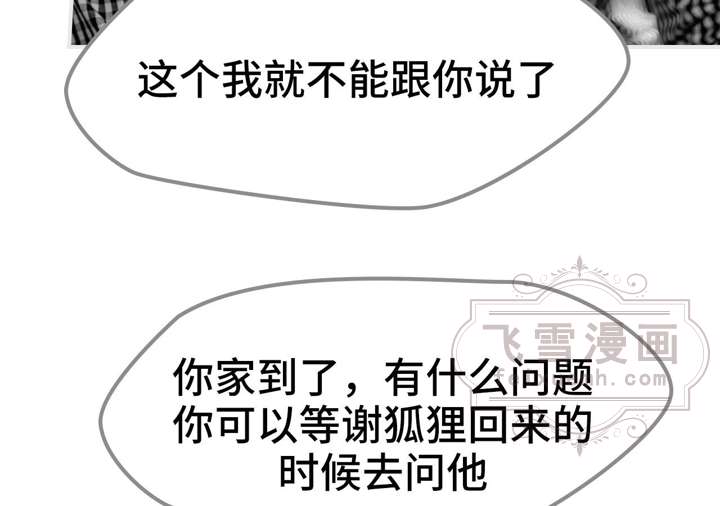 这个我就不能跟你说了
飞雪漫画
你家到了，有什么问题
你可以等谢狐狸回来的
时候去问他